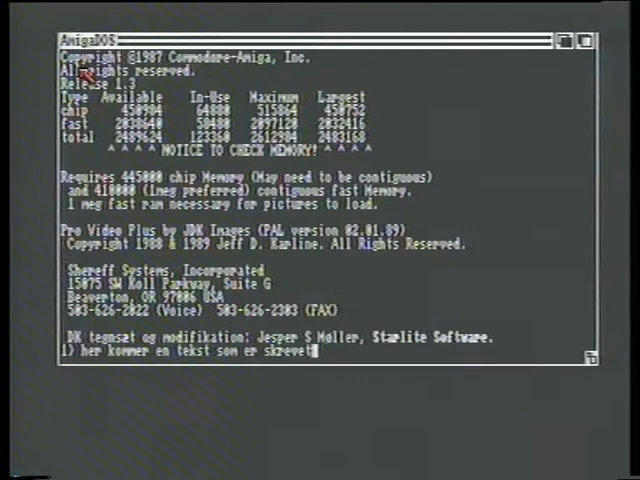 AmigaDOS
Copyright @1987 Commodore-Amiga, Inc.
All rights reserved.
Release 1.3
Type Available In-Use Maximum Largest
chip 450984 64880 515864 450752
fast 2038640 58480 2097120 2032416
total 2489624 123360 2612984 2483168
^ ^ ^ ^ NOTICE TO CHECK MEMORY! ^ ^ ^ ^
Requires 445000 chip Memory (May need to be contiguous)
and 410000 (1meg preferred) contiguous fast Memory.
1 meg fast ram necessary for pictures to load.
Pro Video Plus by JDK Images (PAL version 02.01.89)
Copyright 1988 & 1989 Jeff D. Karline. All Rights Reserved.
Shereff Systems, Incorporated
15075 SW Koll Parkway, Suite G
Beaverton, OR 97006 USA
503-626-2022 (Voice) 503-626-2303 (FAX)
DK tegnsæt og modifikation: Jesper S Møller, Starlite Software.
1> her kommer en tekst som er skrevet